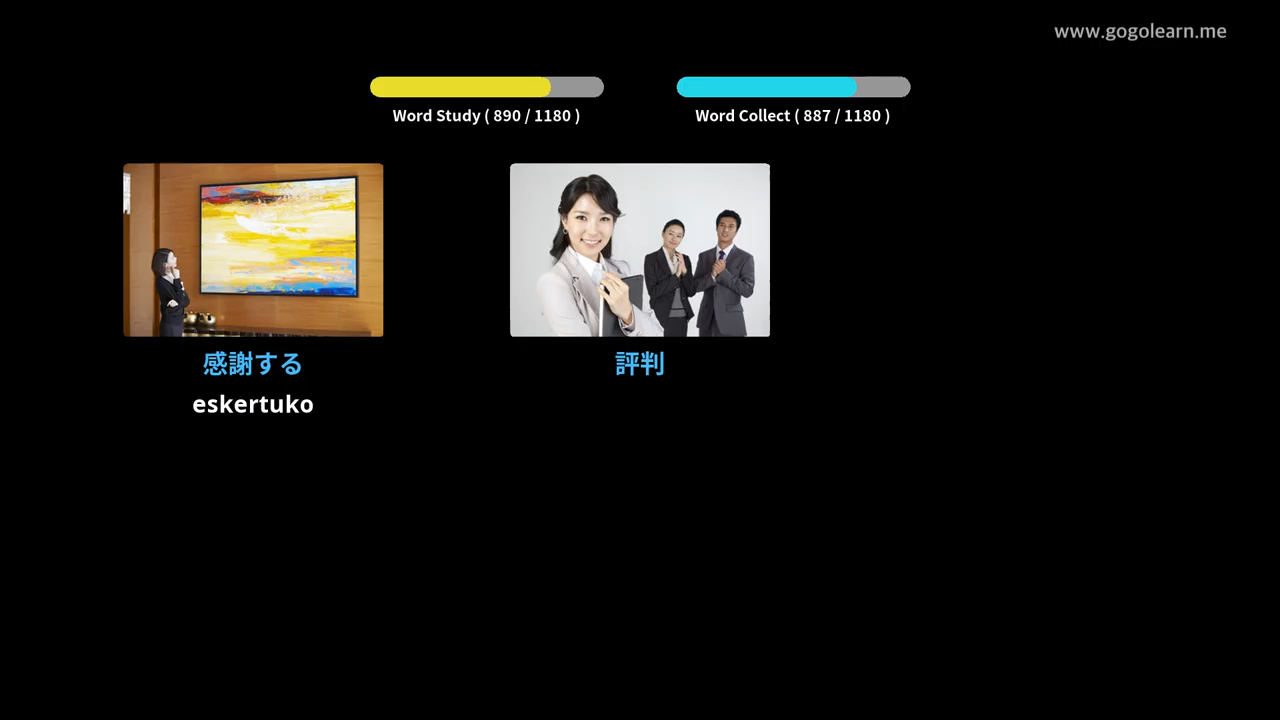 www.gogolearn.me
Word Study ( 890 / 1180 )
Word Collect ( 887 / 1180 )
感謝する
評判
eskertuko